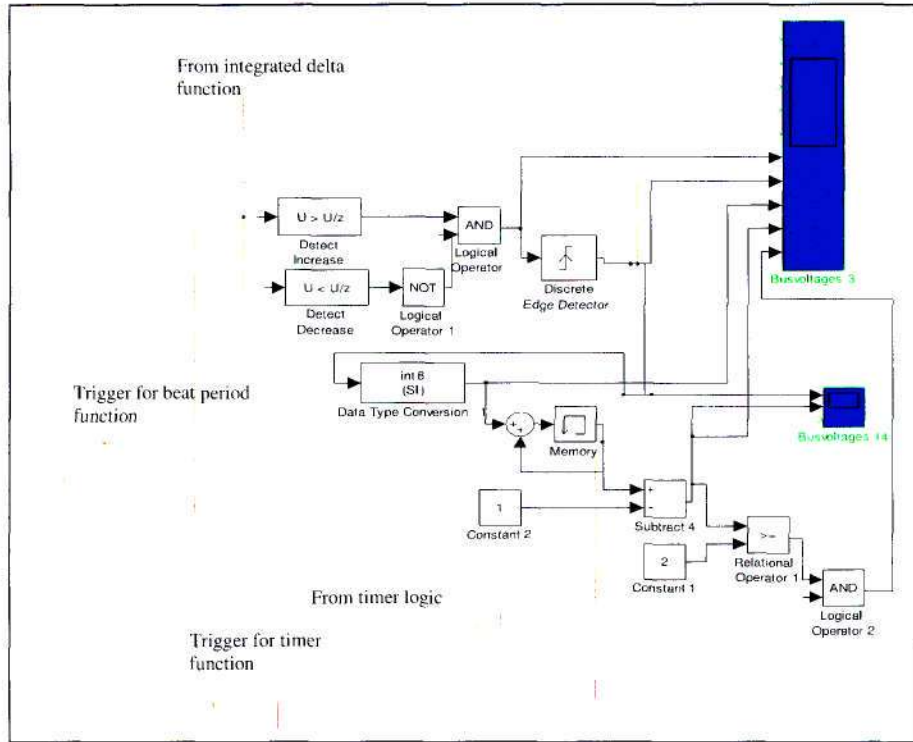 From integrated delta
function
U > U/z
Detect
Increase
AND
Logical
Operator
U < U/z
Detect
Decrease
NOT
Logical
Operator 1
Discrete
Edge Detector
Busvoltages 3
Trigger for beat period
function
int 8
(SI)
Data Type Conversion 1
+
+
Memory
Busvoltages 14
1
Constant 2
+
−
Subtract 4
2
Constant 1
>=
Relational
Operator 1
AND
Logical
Operator 2
From timer logic
Trigger for timer
function